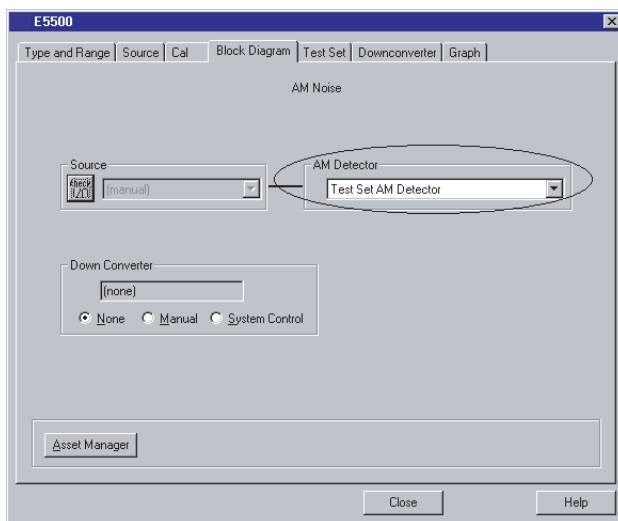 E5500
Type and Range Source Cal Block Diagram Test Set Downconverter Graph
AM Noise
Source
AM Detector
check
I/O
(manual)
Test Set AM Detector
Down Converter
(none)
None Manual System Control
Asset Manager
Close Help